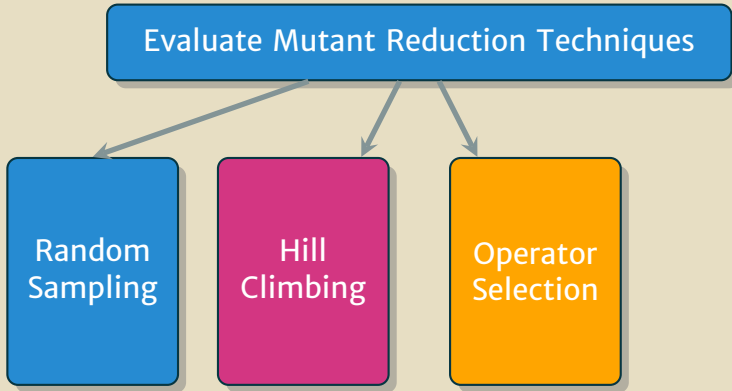 Evaluate Mutant Reduction Techniques
Random
Sampling
Hill
Climbing
Operator
Selection